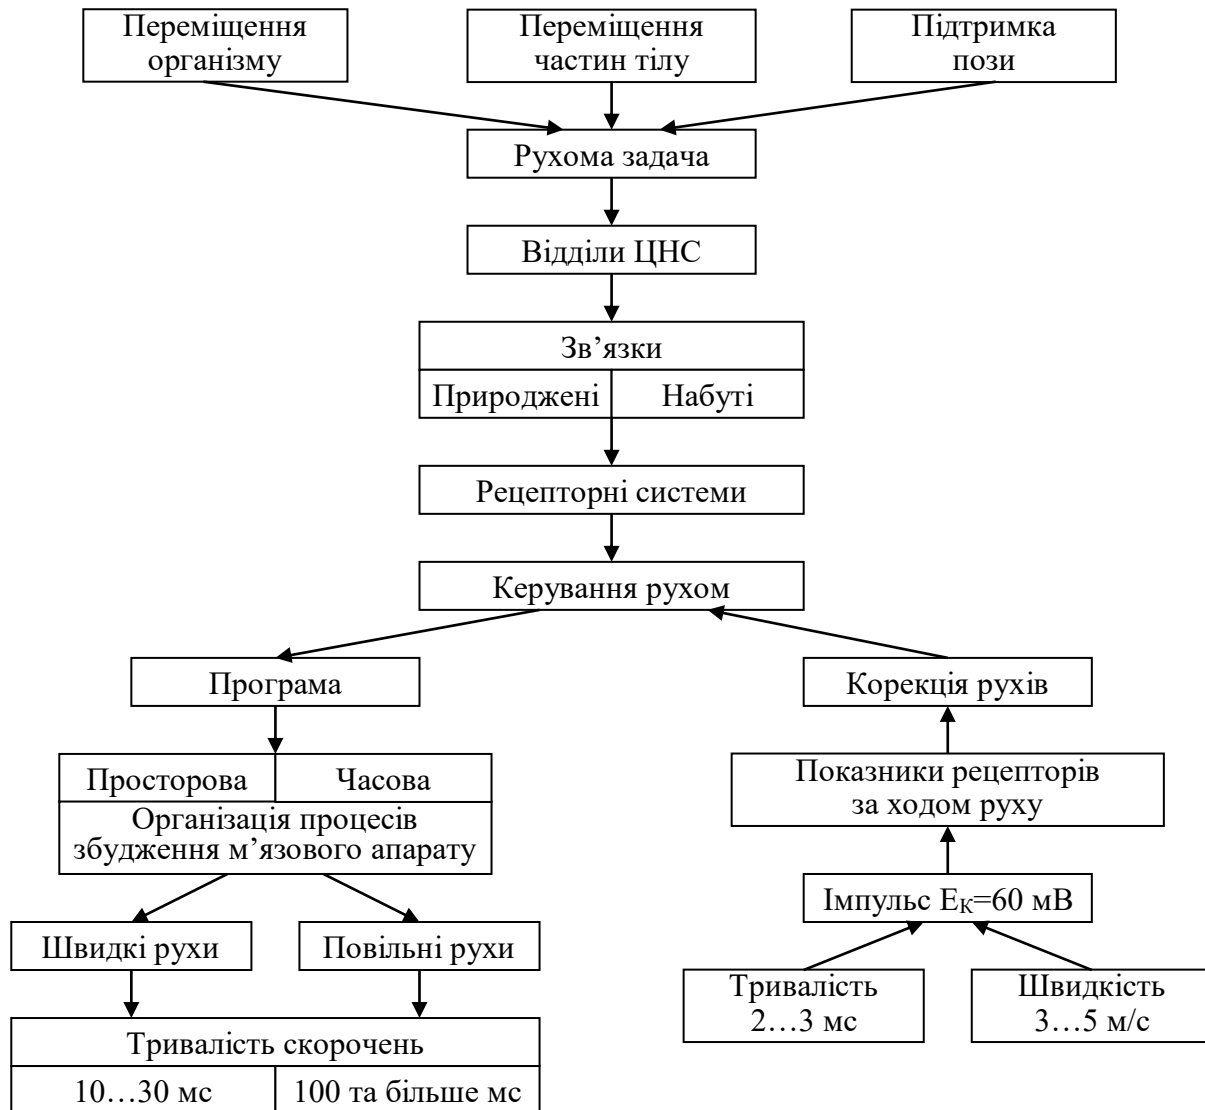 Переміщення
організму
Переміщення
частин тілу
Підтримка
пози
Рухома задача
Відділи ЦНС
Зв’язки
Природжені
Набуті
Рецепторні системи
Керування рухом
Програма
Корекція рухів
Просторова
Часова
Організація процесів
збудження м’язового апарату
Показники рецепторів
за ходом руху
Імпульс ЕК=60 мВ
Швидкі рухи
Повільні рухи
Тривалість
2…3 мс
Швидкість
3…5 м/с
Тривалість скорочень
10…30 мс
100 та більше мс